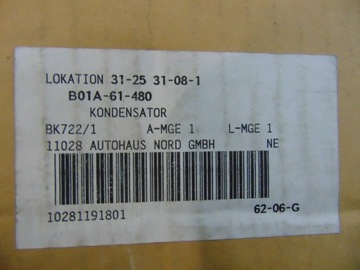 LOKATION 31-25 31-08-1
B01A-61-480
KONDENSATOR
BK722/1 A-MGE 1 L-MGE 1
11028 AUTOHAUS NORD GMBH NE
10281191801
62-06-G